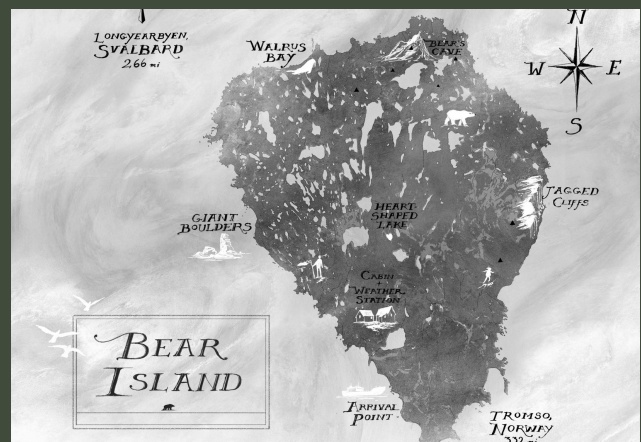 N
LONGYEARBYEN,
SVALBARD
266 mi
WALRUS
BAY
BEAR'S
CAVE
W
E
S
JAGGED
CLIFFS
GIANT
BOULDERS
HEART-
SHAPED
LAKE
CABIN
+
WEATHER
STATION
BEAR
ISLAND
ARRIVAL
POINT
TROMSO,
NORWAY